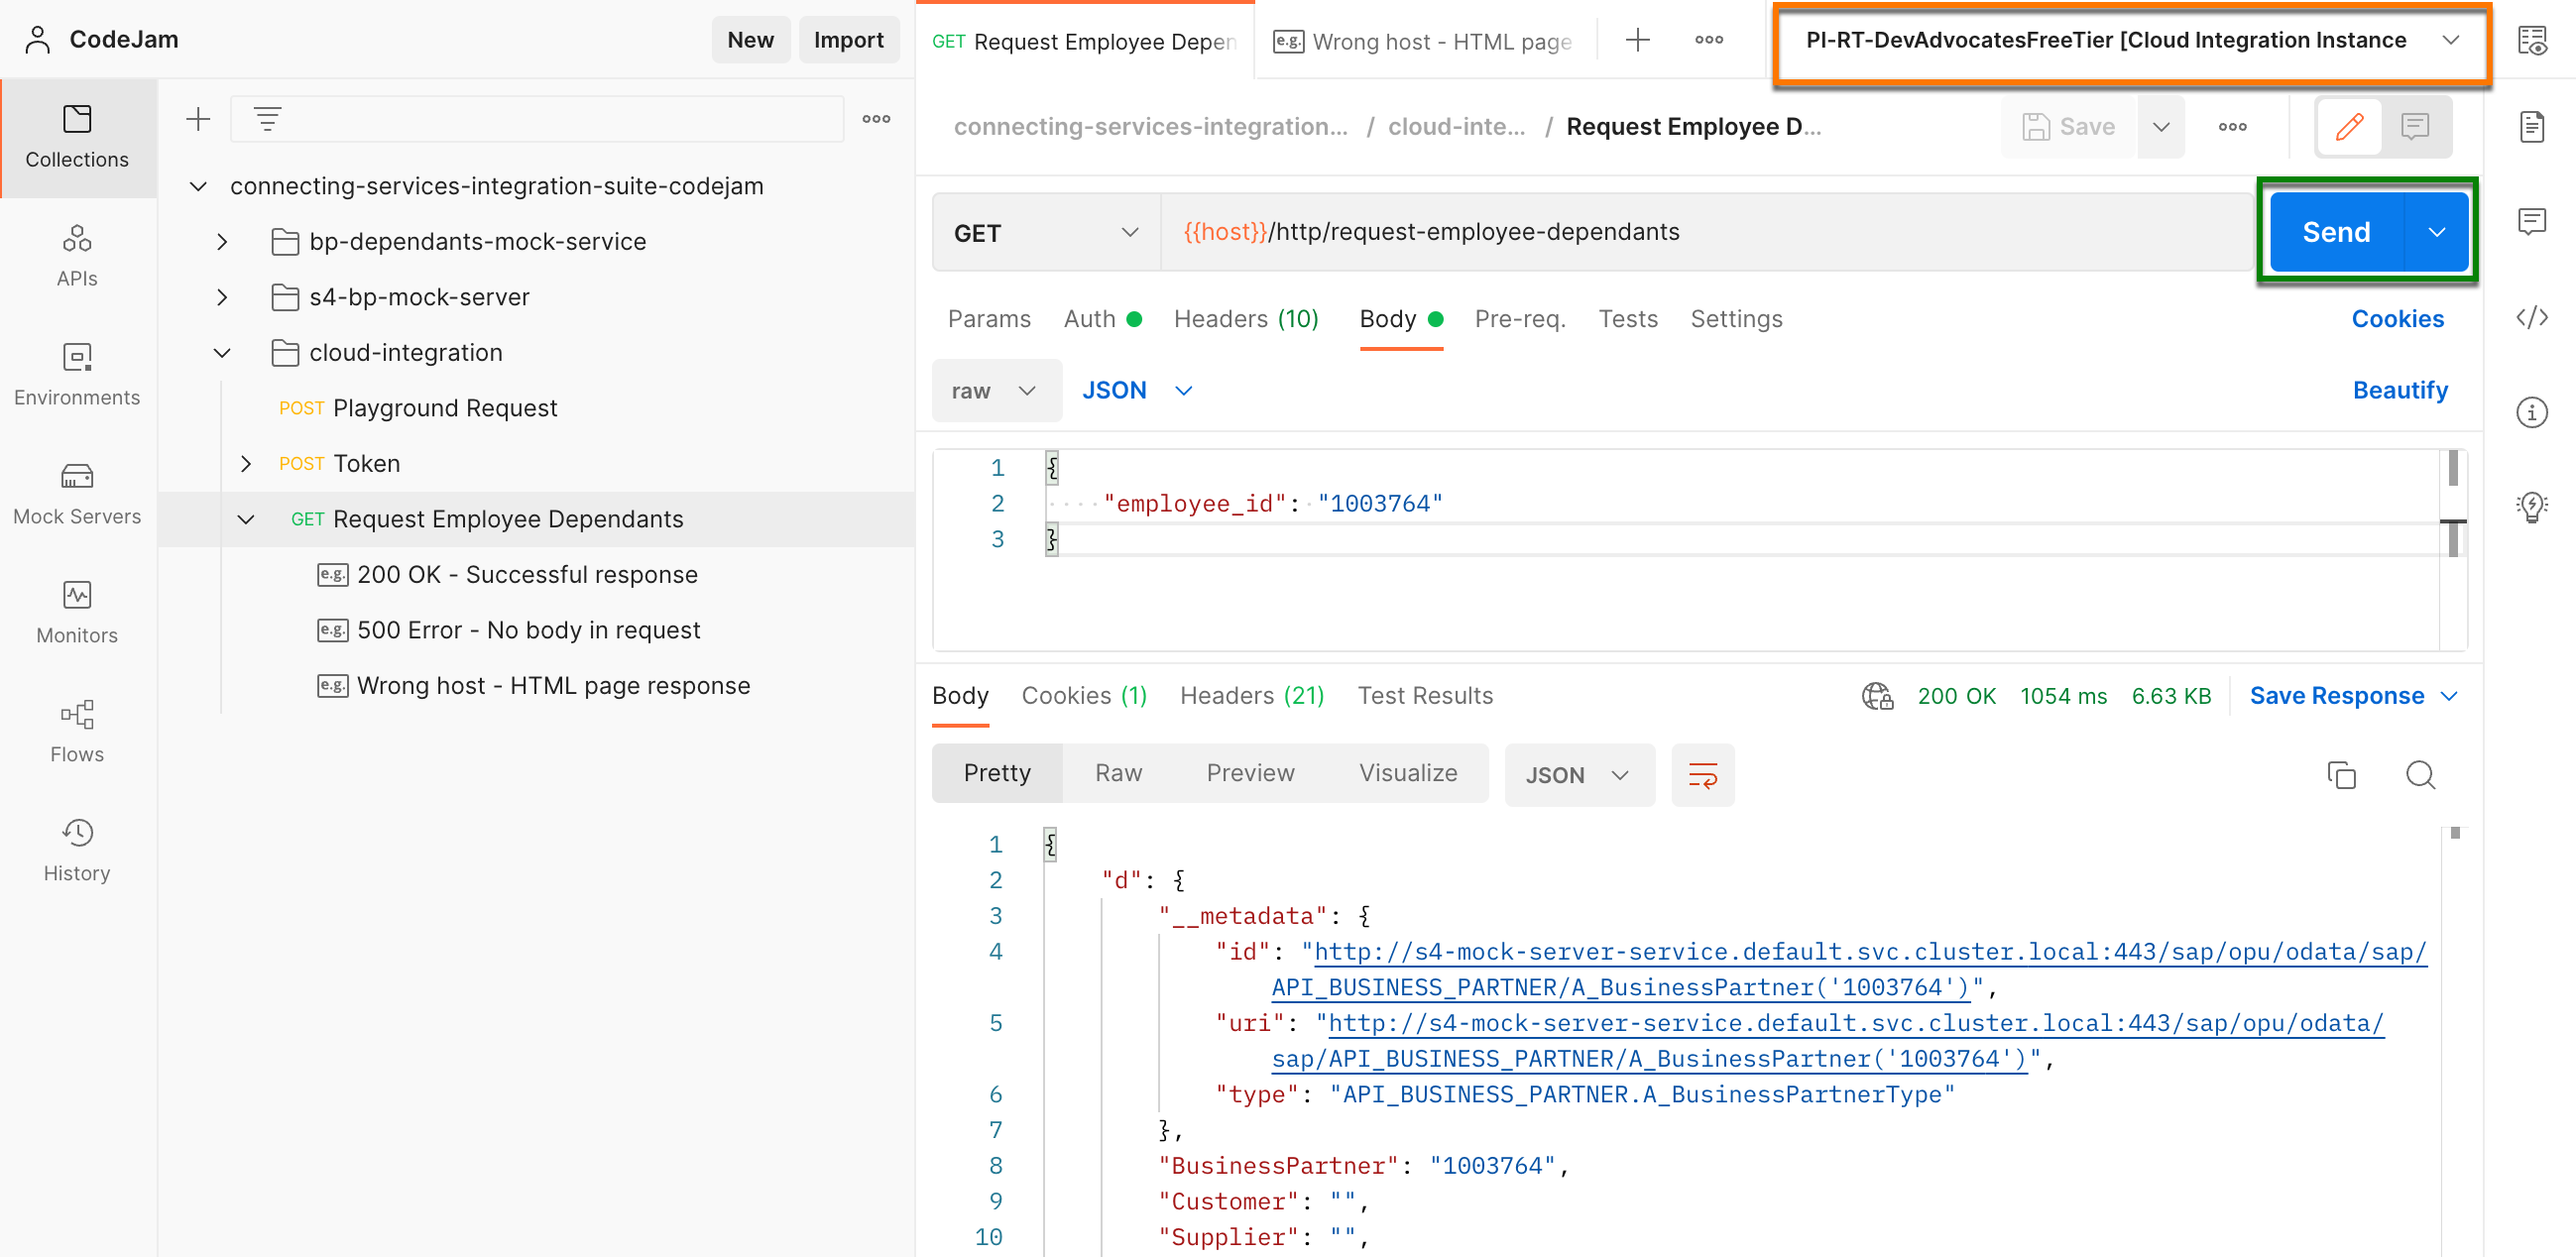 CodeJam
New
Import
GET Request Employee Depen
e.g. Wrong host - HTML page
PI-RT-DevAdvocatesFreeTier [Cloud Integration Instance
Collections
APIs
Environments
Mock Servers
Monitors
Flows
History
connecting-services-integration-suite-codejam
bp-dependants-mock-service
s4-bp-mock-server
cloud-integration
POST Playground Request
POST Token
GET Request Employee Dependants
e.g. 200 OK - Successful response
e.g. 500 Error - No body in request
e.g. Wrong host - HTML page response
connecting-services-integration... / cloud-inte... / Request Employee D...
Save
GET
{{host}}/http/request-employee-dependants
Send
Params Auth Headers (10) Body Pre-req. Tests Settings
Cookies
raw JSON
Beautify
1 {
2 "employee_id": "1003764"
3 }
Body Cookies (1) Headers (21) Test Results
200 OK 1054 ms 6.63 KB Save Response
Pretty Raw Preview Visualize JSON
1 {
2 "d": {
3 "__metadata": {
4 "id": "http://s4-mock-server-service.default.svc.cluster.local:443/sap/opu/odata/sap/
API_BUSINESS_PARTNER/A_BusinessPartner('1003764')",
5 "uri": "http://s4-mock-server-service.default.svc.cluster.local:443/sap/opu/odata/
sap/API_BUSINESS_PARTNER/A_BusinessPartner('1003764')",
6 "type": "API_BUSINESS_PARTNER.A_BusinessPartnerType"
7 },
8 "BusinessPartner": "1003764",
9 "Customer": "",
10 "Supplier": "",